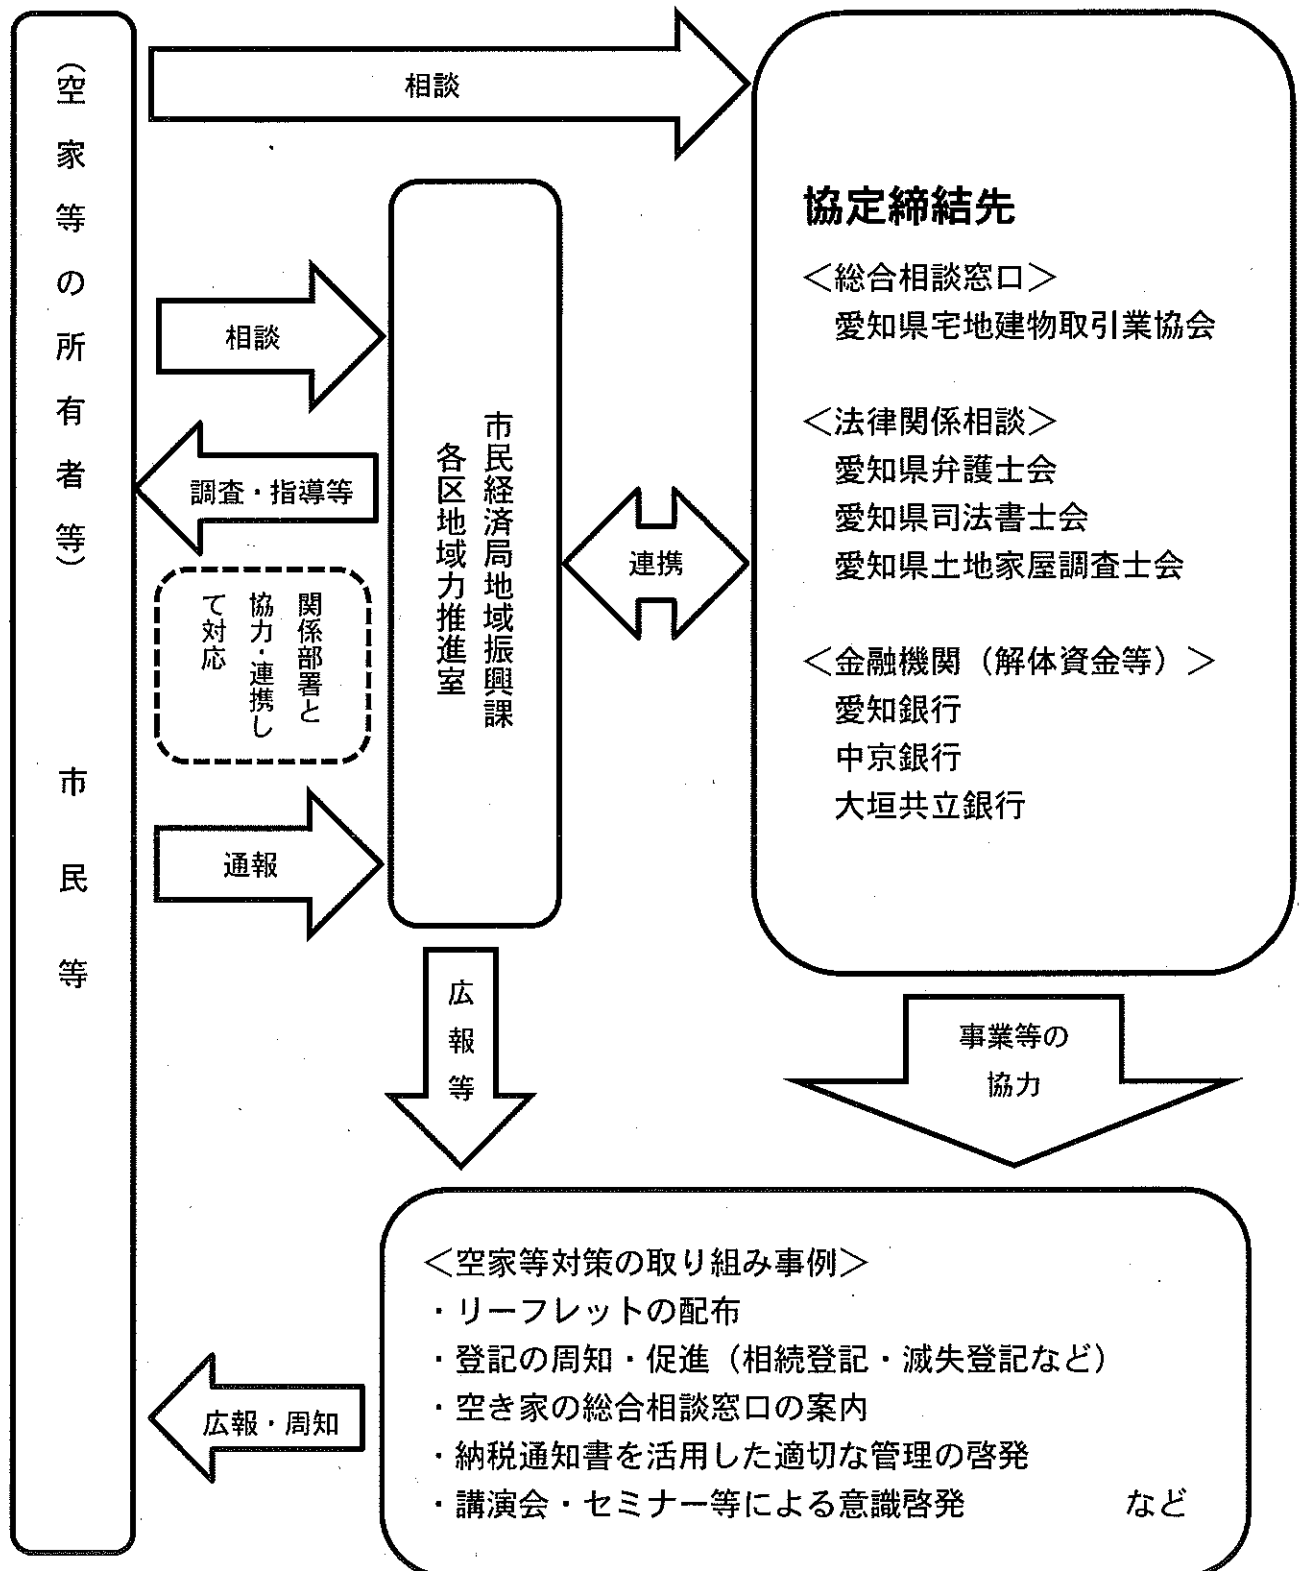 (空家等の所有者等)
市民等
相談
相談
調査・指導等
関係部署と
協力・連携し
て対応
通報
市民経済局地域振興課
各区地域力推進室
連携
協定締結先
＜総合相談窓口＞
愛知県宅地建物取引業協会
＜法律関係相談＞
愛知県弁護士会
愛知県司法書士会
愛知県土地家屋調査士会
＜金融機関（解体資金等）＞
愛知銀行
中京銀行
大垣共立銀行
広報等
事業等の
協力
＜空家等対策の取り組み事例＞
・リーフレットの配布
・登記の周知・促進（相続登記・滅失登記など）
・空き家の総合相談窓口の案内
・納税通知書を活用した適切な管理の啓発
・講演会・セミナー等による意識啓発 など
広報・周知